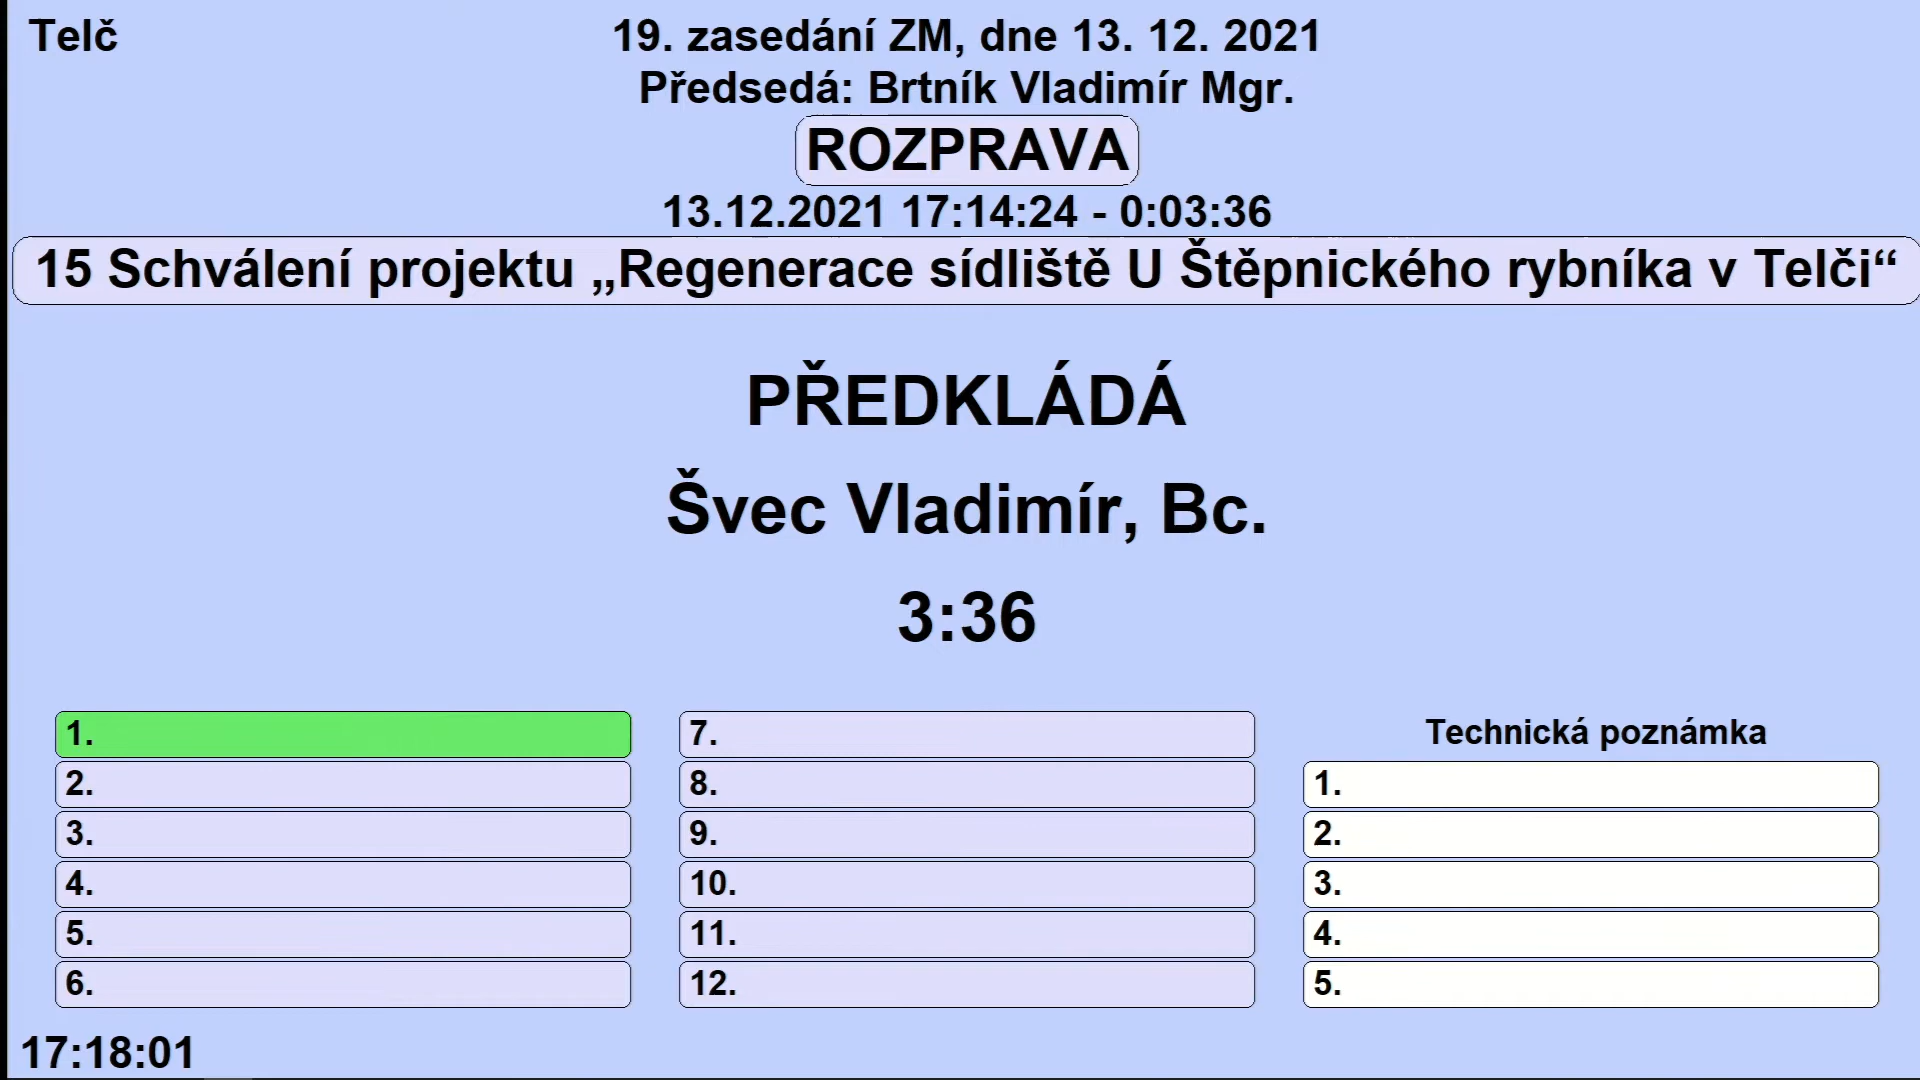 Telč
19. zasedání ZM, dne 13. 12. 2021
Předsedá: Brtník Vladimír Mgr.
ROZPRAVA
13.12.2021 17:14:24 - 0:03:36
15 Schválení projektu „Regenerace sídliště U Štěpnického rybníka v Telči“
PŘEDKLÁDÁ
Švec Vladimír, Bc.
3:36
1.
2.
3.
4.
5.
6.
7.
8.
9.
10.
11.
12.
Technická poznámka
1.
2.
3.
4.
5.
17:18:01